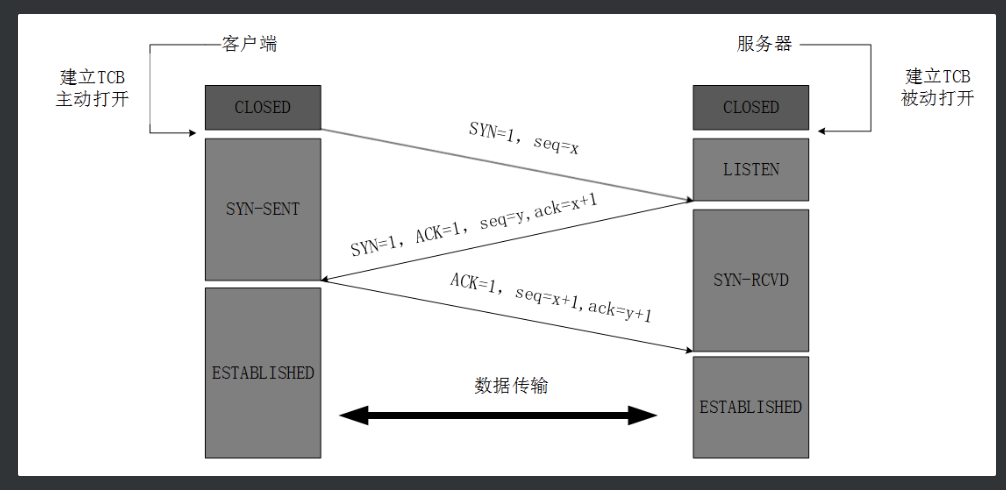 客户端
服务器
建立TCB
主动打开
建立TCB
被动打开
CLOSED
CLOSED
SYN=1, seq=x
LISTEN
SYN-SENT
SYN=1, ACK=1, seq=y,ack=x+1
SYN-RCVD
ACK=1, seq=x+1,ack=y+1
ESTABLISHED
数据传输
ESTABLISHED